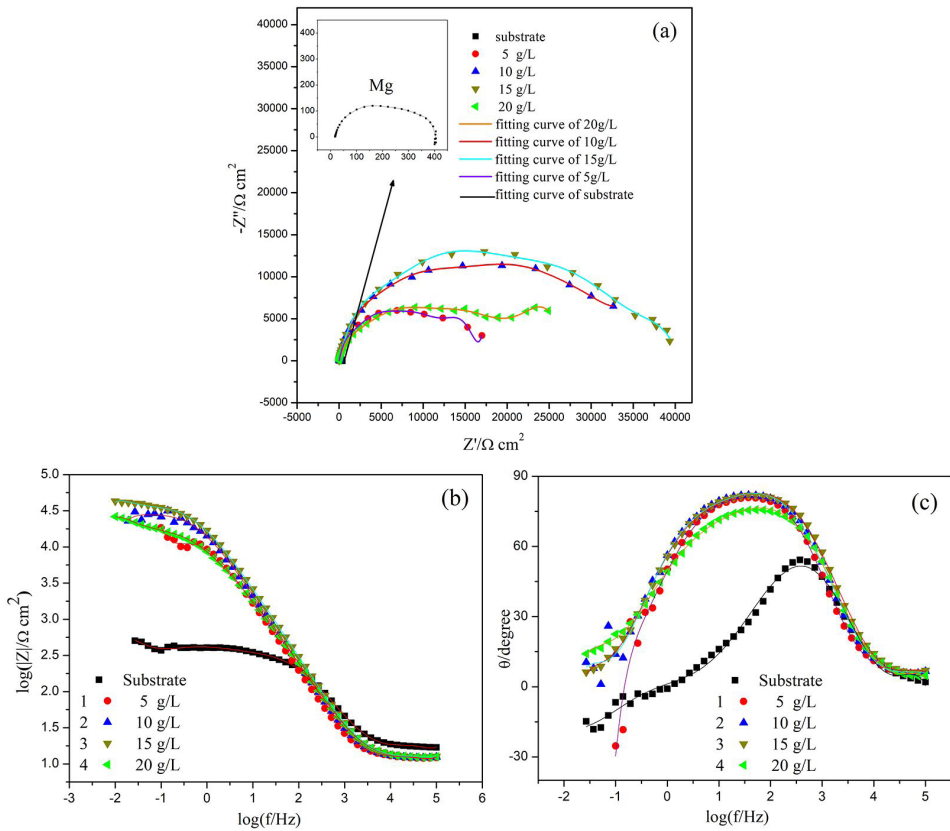 (a)
40000
35000
30000
25000
20000
15000
10000
5000
0
-5000
-Z''/Ω cm²
-5000 0 5000 10000 15000 20000 25000 30000 35000 40000
Z'/Ω cm²
400
300
200
100
0
0 100 200 300 400
Mg
substrate
5 g/L
10 g/L
15 g/L
20 g/L
fitting curve of 20g/L
fitting curve of 10g/L
fitting curve of 15g/L
fitting curve of 5g/L
fitting curve of substrate
(b)
5.0
4.5
4.0
3.5
3.0
2.5
2.0
1.5
1.0
log(|Z|/Ω cm²)
Substrate
1 5 g/L
2 10 g/L
3 15 g/L
4 20 g/L
-3 -2 -1 0 1 2 3 4 5 6
log(f/Hz)
(c)
90
60
30
0
-30
θ/degree
Substrate
1 5 g/L
2 10 g/L
3 15 g/L
4 20 g/L
-2 -1 0 1 2 3 4 5
log(f/Hz)